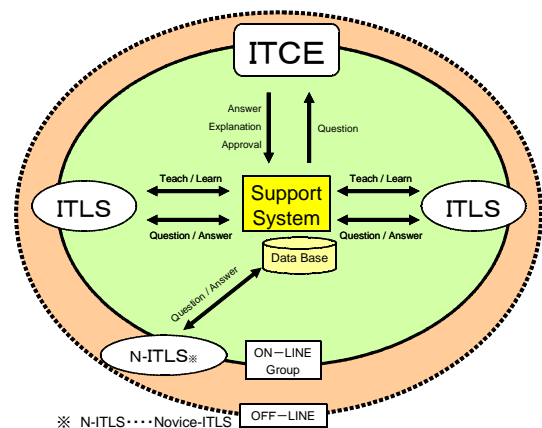 ITCE
Answer
Explanation
Approval
Question
Teach / Learn
Teach / Learn
ITLS
Support
System
ITLS
Question / Answer
Question / Answer
Data Base
Question / Answer
N-ITLS※
ON－LINE
Group
OFF－LINE
※ N-ITLS････Novice-ITLS